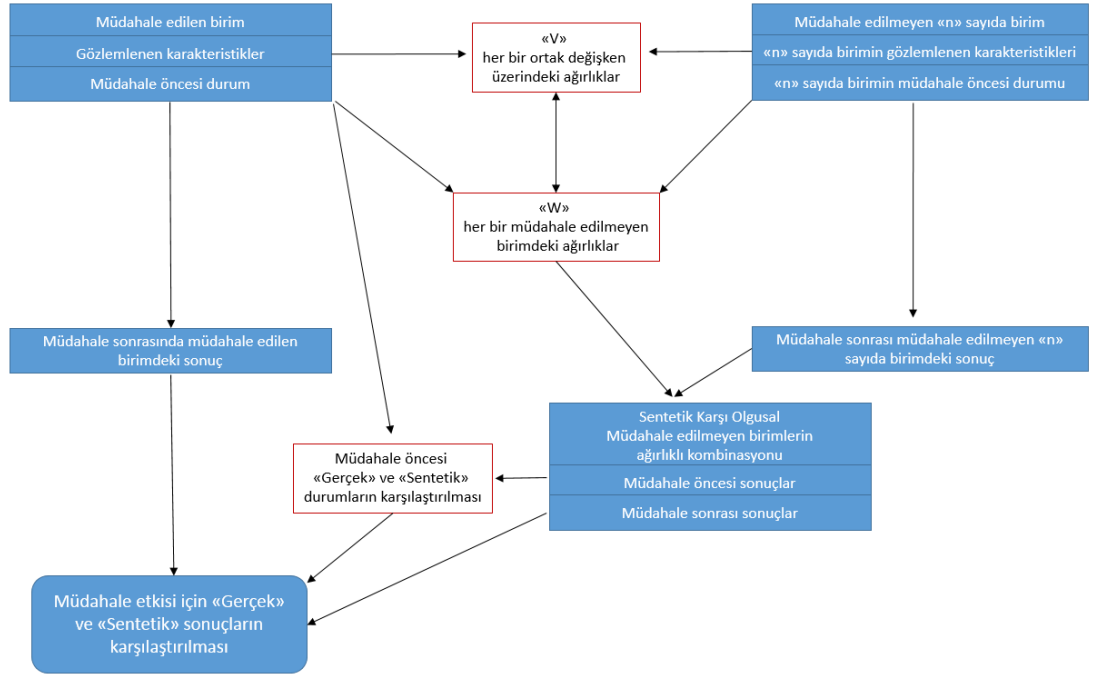 Müdahale edilen birim
Gözlemlenen karakteristikler
Müdahale öncesi durum
«V»
her bir ortak değişken
üzerindeki ağırlıklar
Müdahale edilmeyen «n» sayıda birim
«n» sayıda birimin gözlemlenen karakteristikleri
«n» sayıda birimin müdahale öncesi durumu
«W»
her bir müdahale edilmeyen
birimdeki ağırlıklar
Müdahale sonrasında müdahale edilen
birimdeki sonuç
Müdahale sonrası müdahale edilmeyen «n»
sayıda birimdeki sonuç
Sentetik Karşı Olgusal
Müdahale edilmeyen birimlerin
ağırlıklı kombinasyonu
Müdahale öncesi sonuçlar
Müdahale sonrası sonuçlar
Müdahale öncesi
«Gerçek» ve «Sentetik»
durumların karşılaştırılması
Müdahale etkisi için «Gerçek»
ve «Sentetik» sonuçların
karşılaştırılması